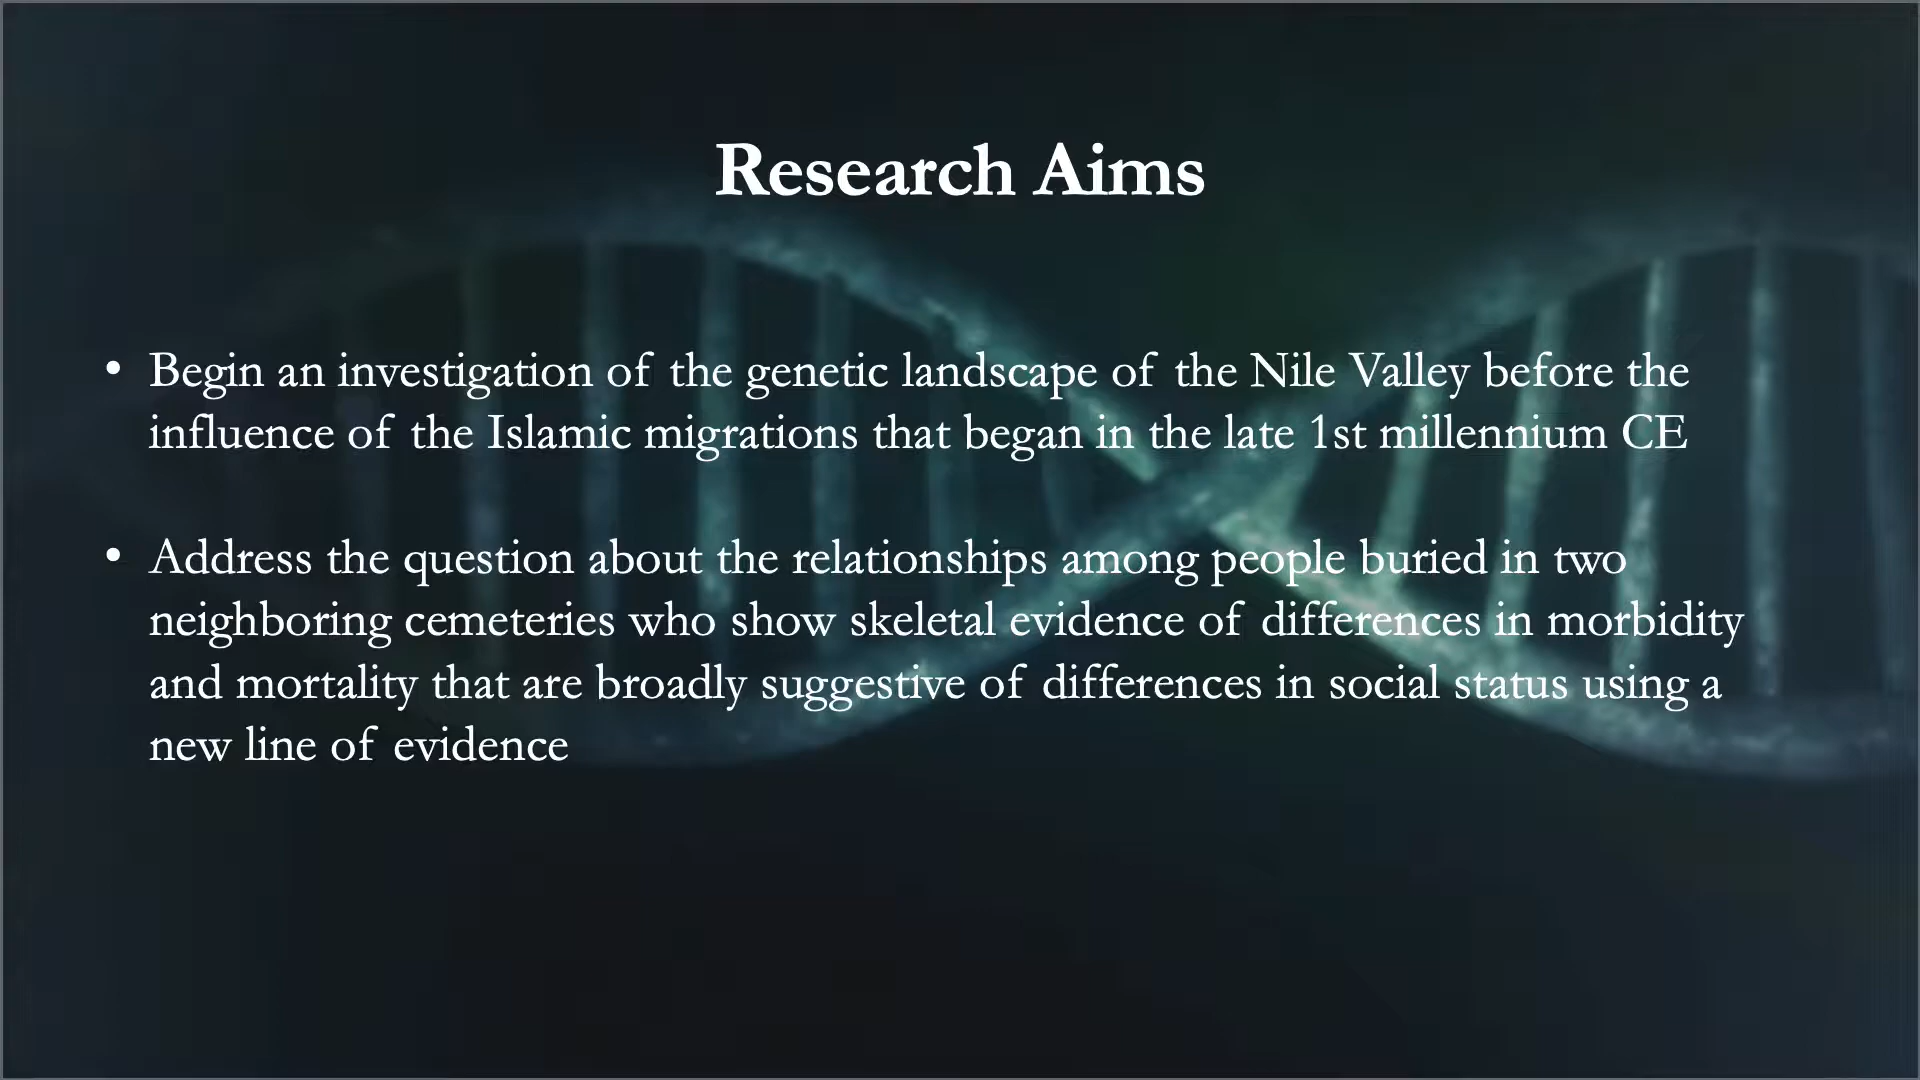 Research Aims
• Begin an investigation of the genetic landscape of the Nile Valley before the
influence of the Islamic migrations that began in the late 1st millennium CE
• Address the question about the relationships among people buried in two
neighboring cemeteries who show skeletal evidence of differences in morbidity
and mortality that are broadly suggestive of differences in social status using a
new line of evidence